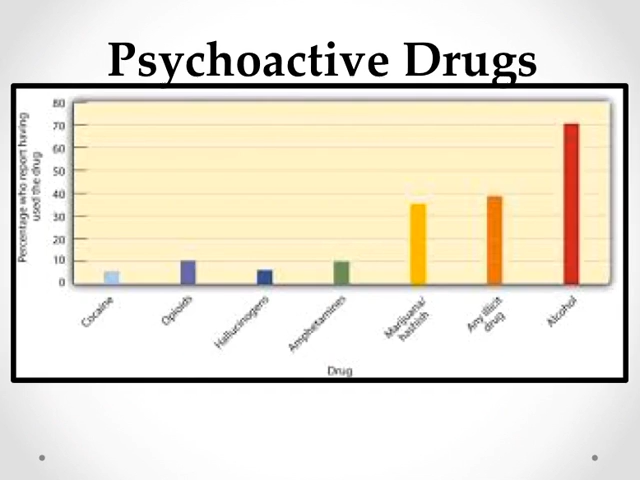 Psychoactive Drugs
Percentage who report having
used the drug
80
70
60
50
40
30
20
10
0
Cocaine
Opioids
Hallucinogens
Amphetamines
Marijuana/
hashish
Any illicit
drug
Alcohol
Drug